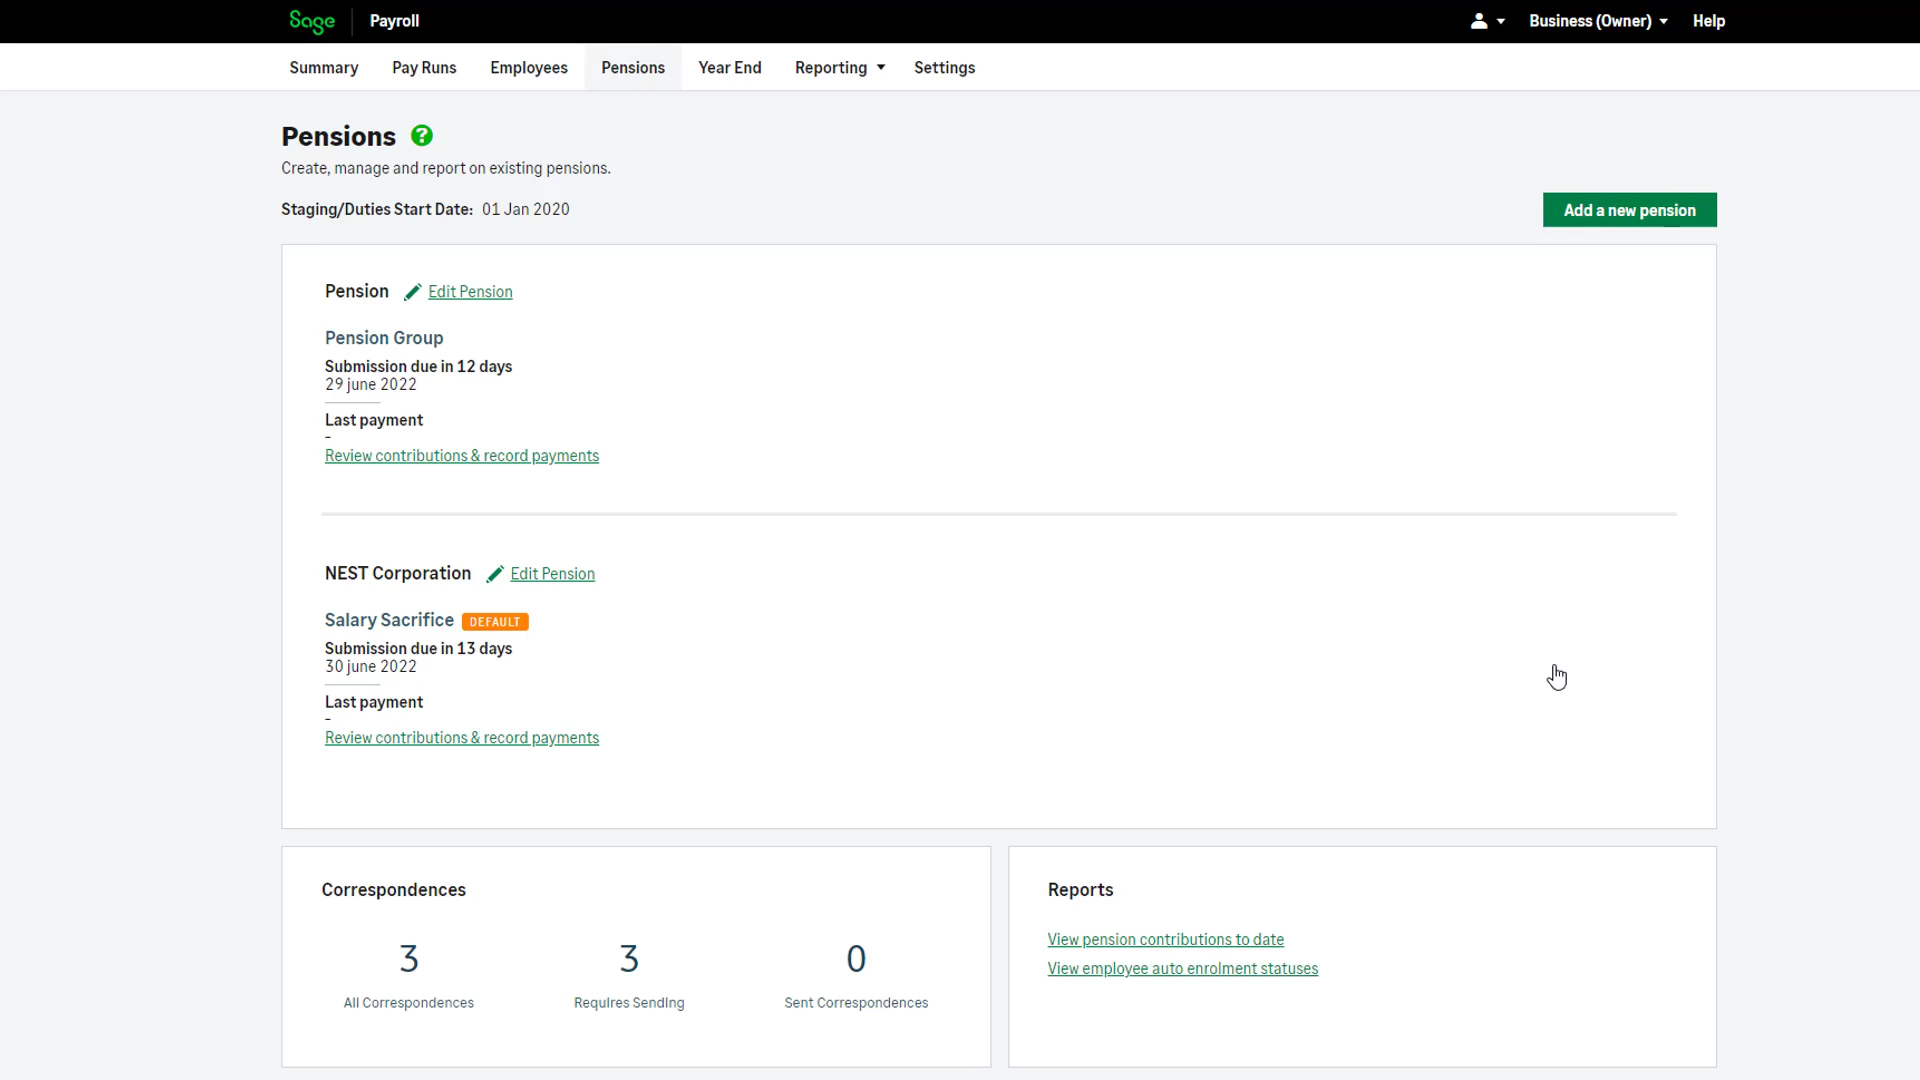 Sage Payroll Business (Owner) Help
Summary Pay Runs Employees Pensions Year End Reporting Settings
Pensions ?
Create, manage and report on existing pensions.
Staging/Duties Start Date: 01 Jan 2020
Add a new pension
Pension Edit Pension
Pension Group
Submission due in 12 days
29 june 2022
Last payment
-
Review contributions & record payments
NEST Corporation Edit Pension
Salary Sacrifice DEFAULT
Submission due in 13 days
30 june 2022
Last payment
-
Review contributions & record payments
Correspondences
3 3 0
All Correspondences Requires Sending Sent Correspondences
Reports
View pension contributions to date
View employee auto enrolment statuses